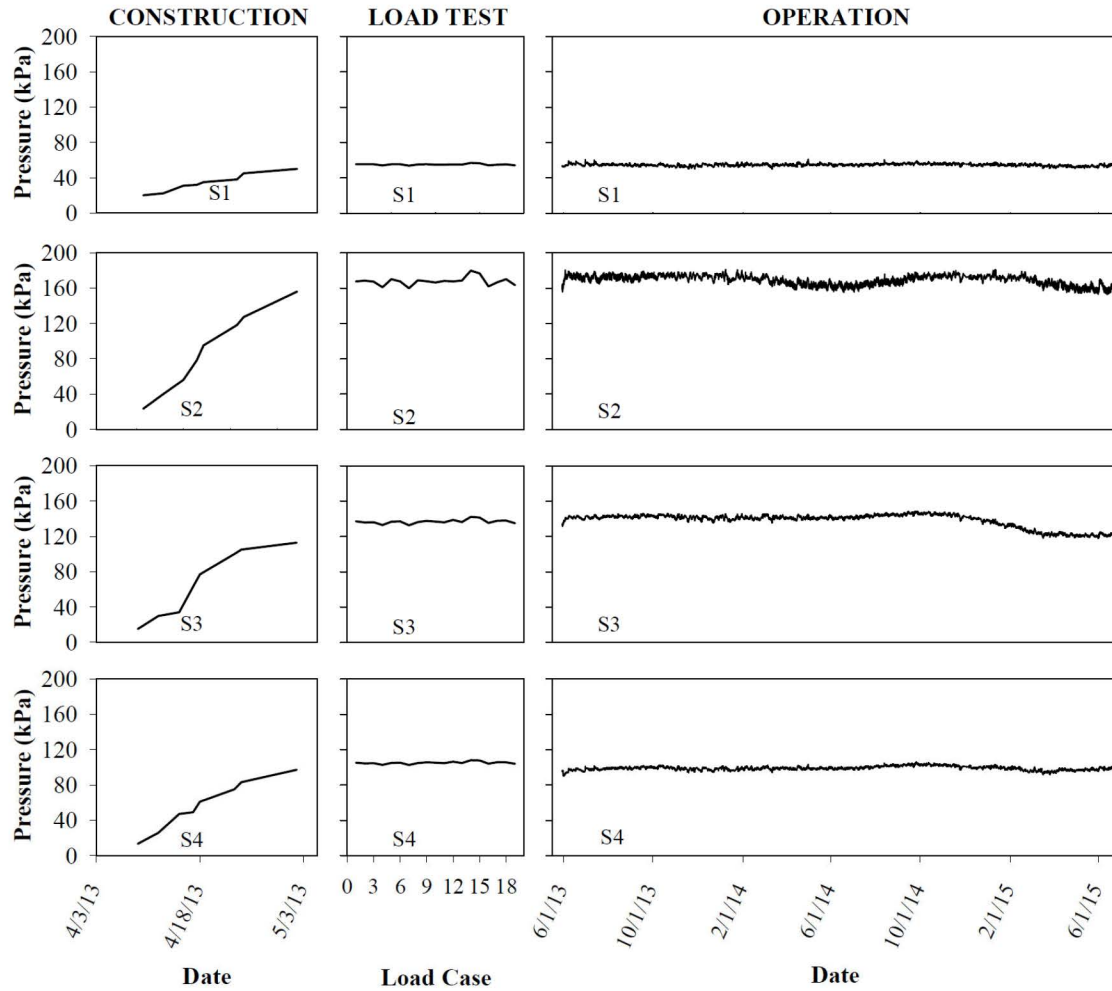 CONSTRUCTION LOAD TEST OPERATION
Pressure (kPa)
200
160
120
80
40
0
S1 S1 S1
Pressure (kPa)
200
160
120
80
40
0
S2 S2 S2
Pressure (kPa)
200
160
120
80
40
0
S3 S3 S3
Pressure (kPa)
200
160
120
80
40
0
S4 S4 S4
4/3/13 4/18/13 5/3/13
0 3 6 9 12 15 18
6/1/13 10/1/13 2/1/14 6/1/14 10/1/14 2/1/15 6/1/15
Date Load Case Date